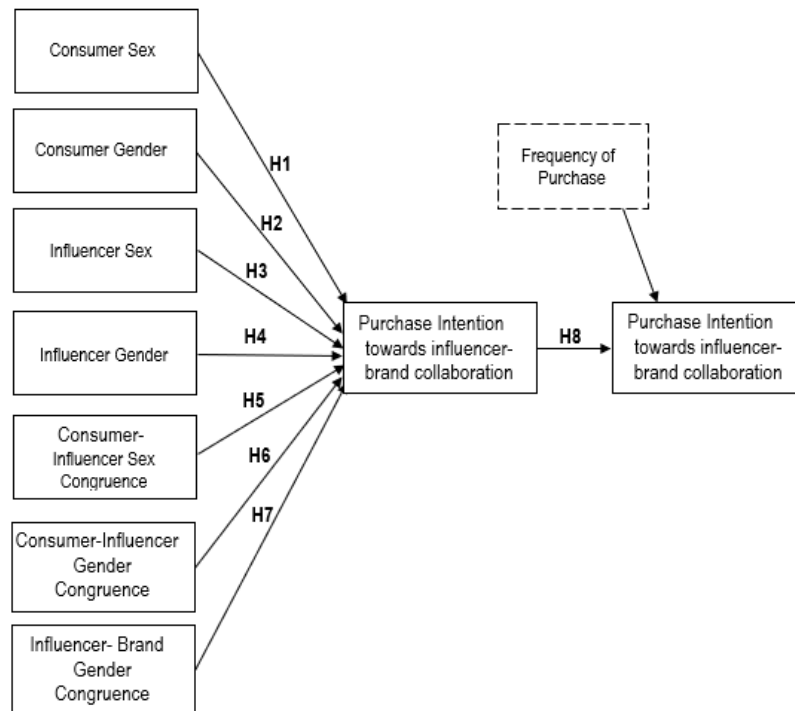 Consumer Sex
Consumer Gender
Influencer Sex
Influencer Gender
Consumer-
Influencer Sex
Congruence
Consumer-Influencer
Gender
Congruence
Influencer- Brand
Gender
Congruence
H1
H2
H3
H4
H5
H6
H7
Purchase Intention
towards influencer-
brand collaboration
H8
Frequency of
Purchase
Purchase Intention
towards influencer-
brand collaboration